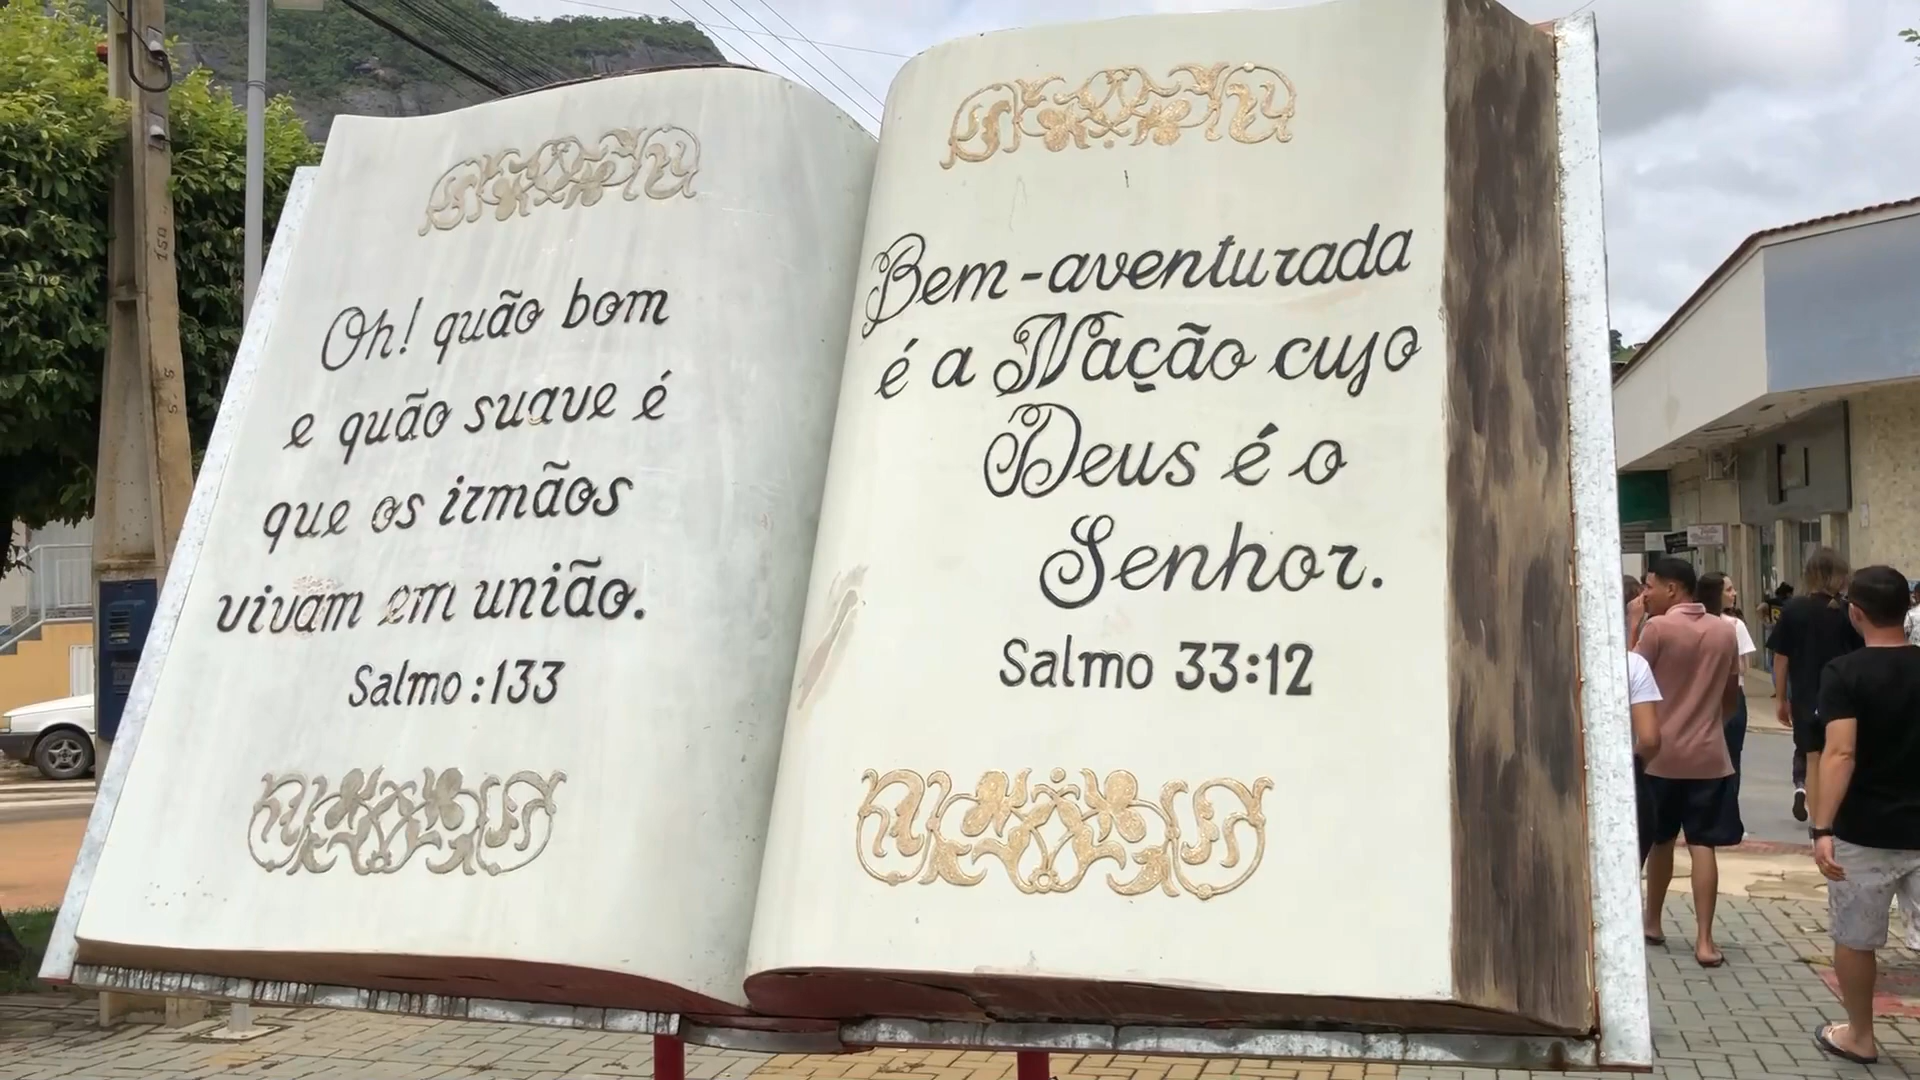 Oh! quão bom
e quão suave é
que os irmãos
vivam em união.
Salmo:133
Bem-aventurada
é a Nação cujo
Deus é o
Senhor.
Salmo 33:12
150